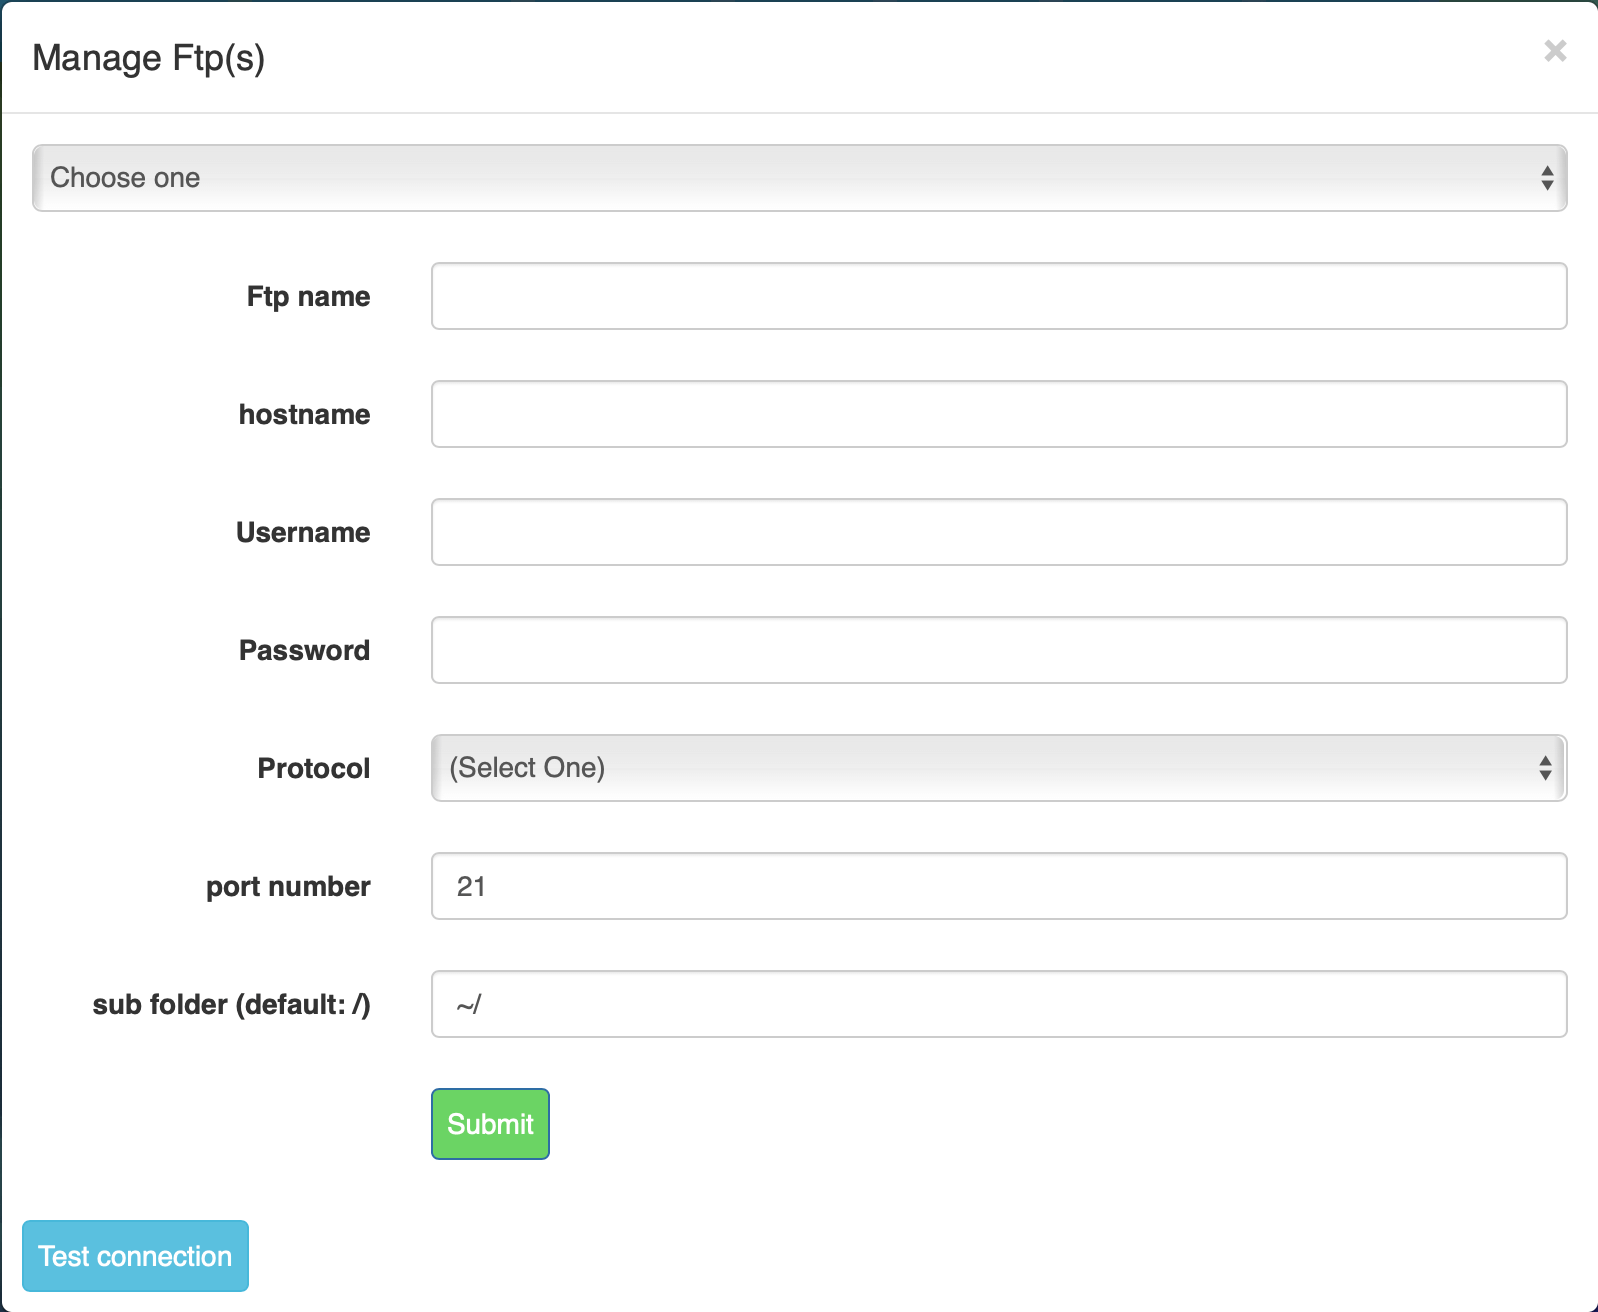 Manage Ftp(s)
×
Choose one
Ftp name
hostname
Username
Password
Protocol (Select One)
port number 21
sub folder (default: /) ~/
Submit
Test connection